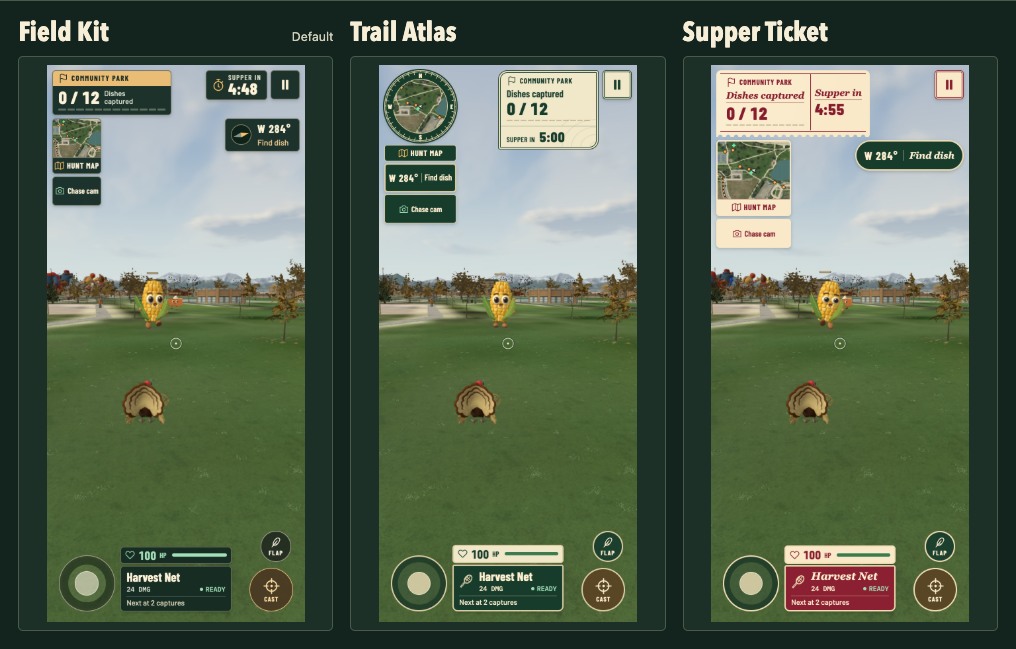 Field Kit
Default
COMMUNITY PARK
0 / 12 Dishes captured
SUPPER IN
4:48
HUNT MAP
W 284°
Find dish
Chase cam
100 HP
Harvest Net
24 DMG • READY
Next at 2 captures
FLAP
CAST
Trail Atlas
N
E
S
W
COMMUNITY PARK
Dishes captured
0 / 12
SUPPER IN 5:00
HUNT MAP
W 284° | Find dish
Chase cam
100 HP
Harvest Net
24 DMG • READY
Next at 2 captures
FLAP
CAST
Supper Ticket
COMMUNITY PARK
Dishes captured
0 / 12
Supper in
4:55
HUNT MAP
W 284° | Find dish
Chase cam
100 HP
Harvest Net
24 DMG • READY
Next at 2 captures
FLAP
CAST